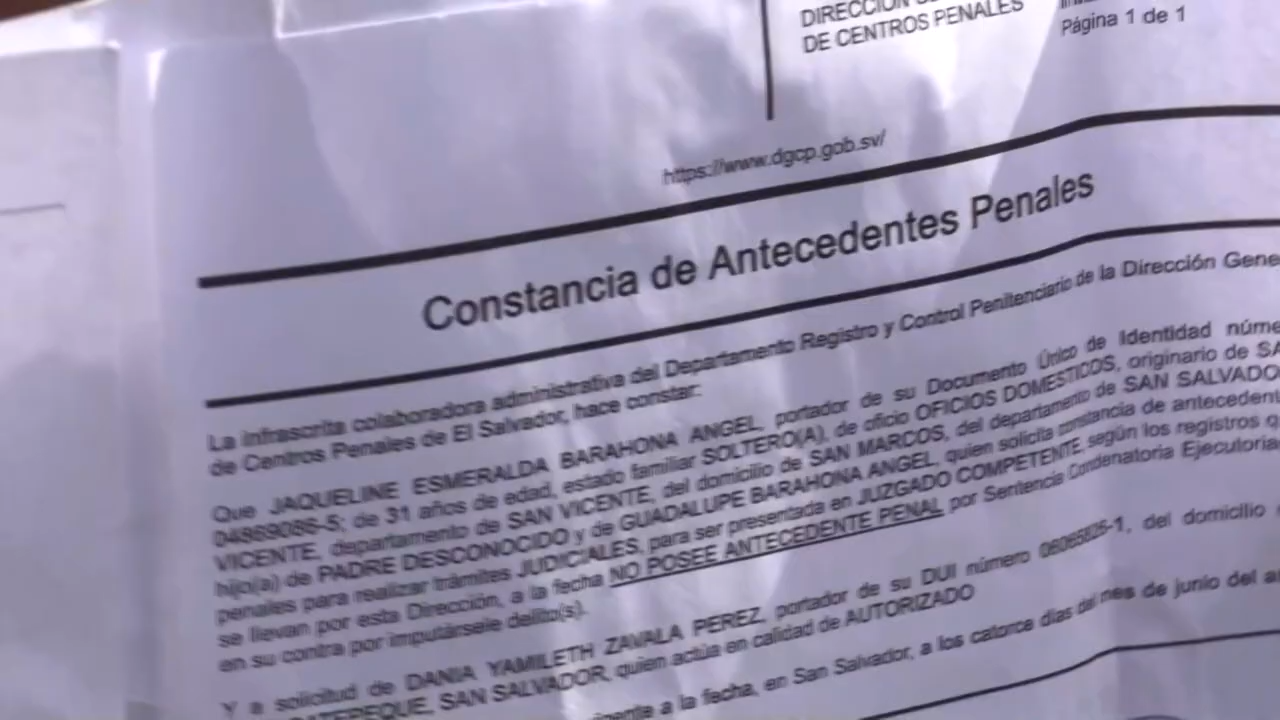 DIRECCIÓN
DE CENTROS PENALES
Página 1 de 1
https://www.dgcp.gob.sv/
Constancia de Antecedentes Penales
La infrascrita colaboradora administrativa del Departamento Registro y Control Penitenciario de la Dirección Gene
de Centros Penales de El Salvador, hace constar:
Que JAQUELINE ESMERALDA BARAHONA ANGEL, portador de su Documento Único de Identidad núme
04869086-5; de 31 años de edad, estado familiar SOLTERO(A), de oficio OFICIOS DOMESTICOS, originario de SA
VICENTE, departamento de SAN VICENTE, del domicilio de SAN MARCOS, del departamento de SAN SALVADO
hijo(a) de PADRE DESCONOCIDO y de GUADALUPE BARAHONA ANGEL, quien solicita constancia de antecedent
penales para realizar trámites JUDICIALES, para ser presentada en JUZGADO COMPETENTE, según los registros q
se llevan por esta Dirección, a la fecha NO POSEE ANTECEDENTE PENAL por Sentencia Condenatoria Ejecutoria
en su contra por imputársele delito(s).
Y a solicitud de DANIA YAMILETH ZAVALA PEREZ, portador de su DUI número, del domicilio
SAN SALVADOR, quien actúa en calidad de AUTORIZADO
a la fecha, en San Salvador, a los catorce días del mes de junio del a